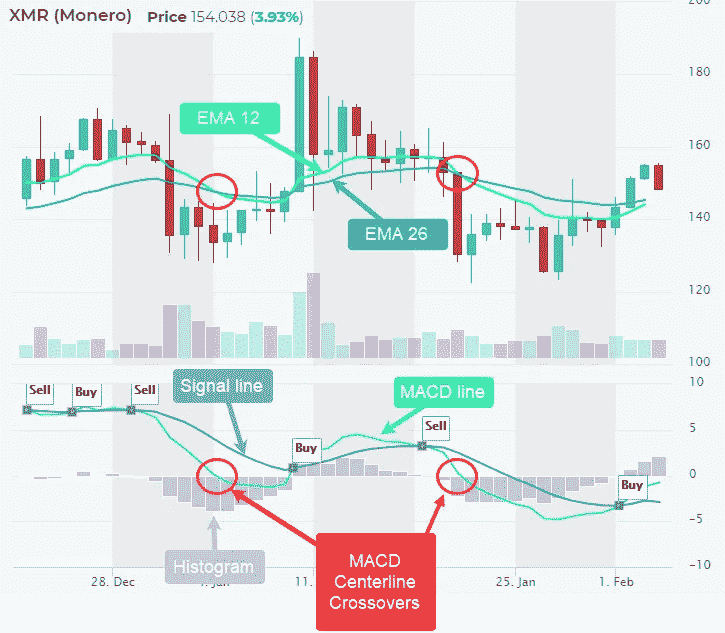 XMR (Monero) Price 154.038 (3.93%)
200
180
160
140
120
100
EMA 12
EMA 26
10
5
0
−5
−10
Sell
Buy
Sell
Signal line
MACD line
Buy
Sell
Buy
Histogram
MACD
Centerline
Crossovers
28. Dec
11.
25. Jan
1. Feb